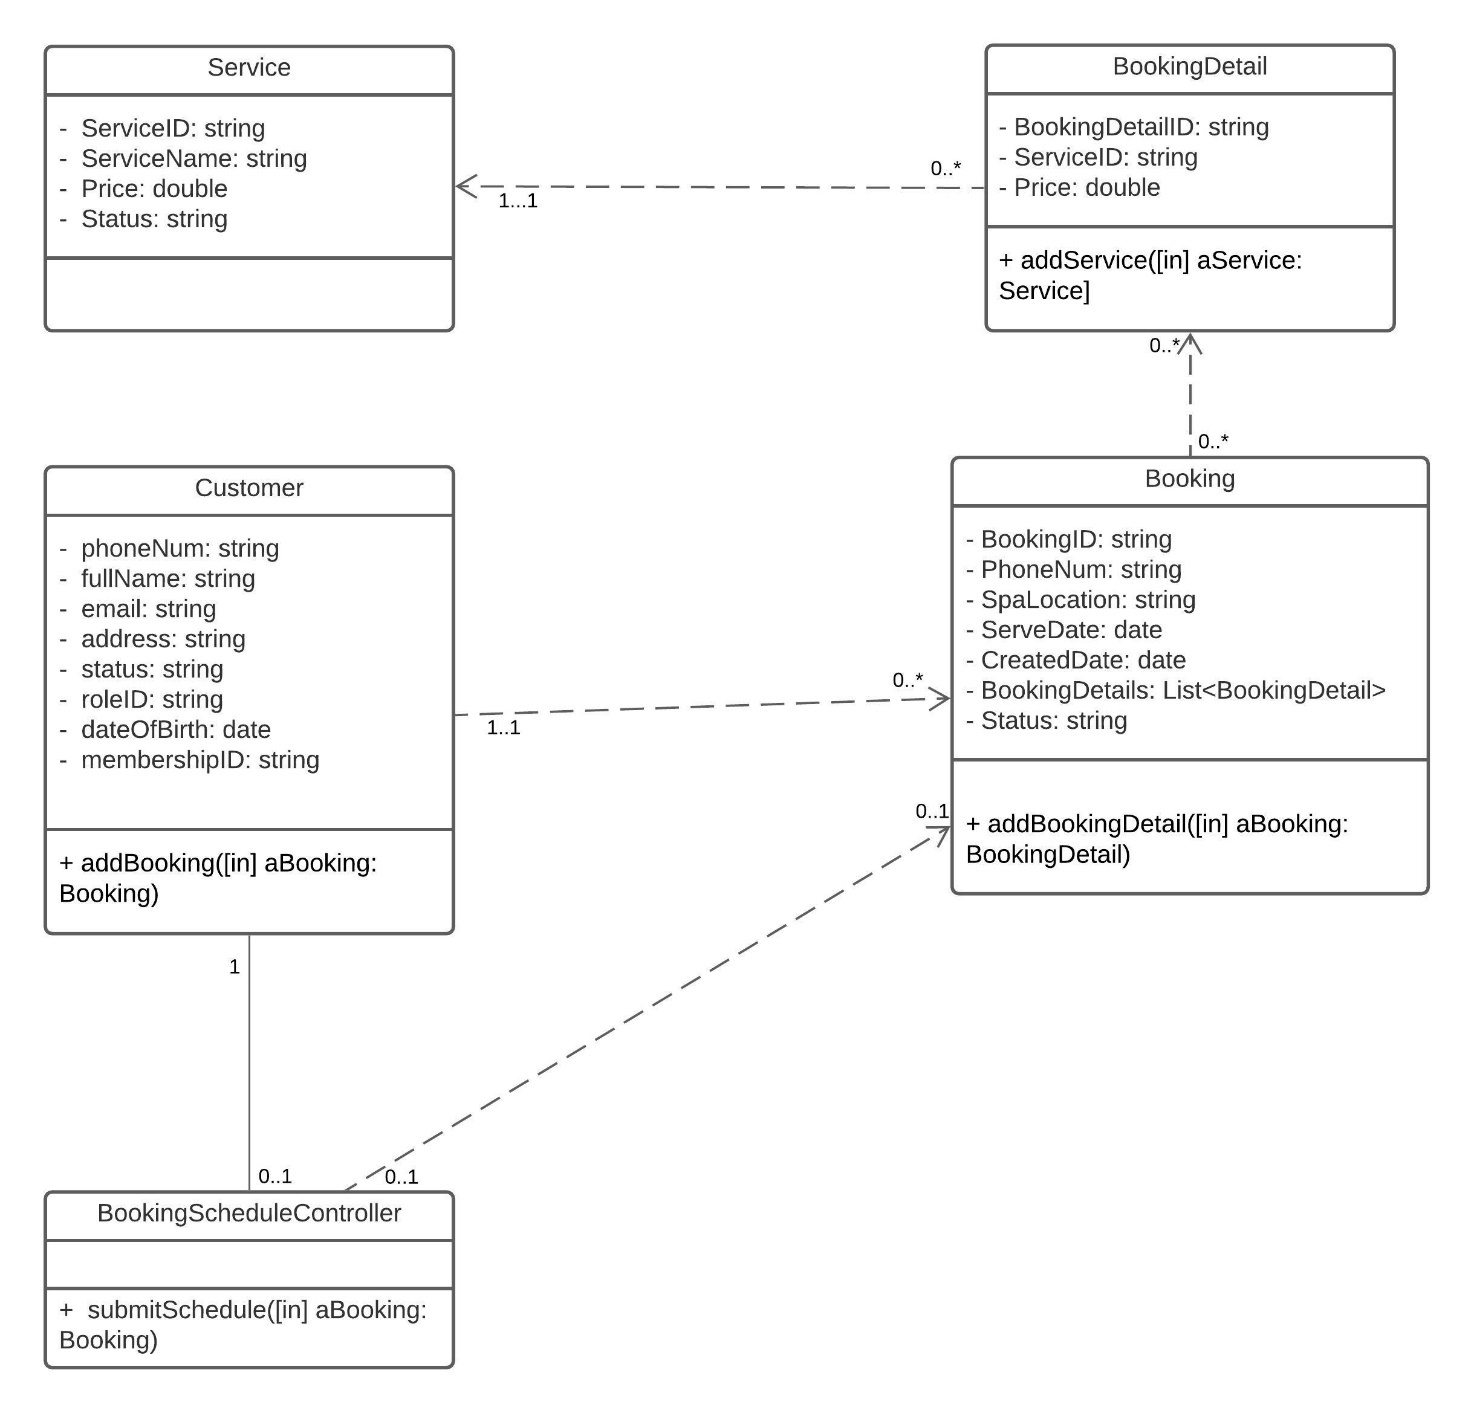 Service
- ServiceID: string
- ServiceName: string
- Price: double
- Status: string
BookingDetail
- BookingDetailID: string
- ServiceID: string
- Price: double
+ addService([in] aService:
Service]
0..*
1...1
0..*
0..*
Customer
- phoneNum: string
- fullName: string
- email: string
- address: string
- status: string
- roleID: string
- dateOfBirth: date
- membershipID: string
+ addBooking([in] aBooking:
Booking)
Booking
- BookingID: string
- PhoneNum: string
- SpaLocation: string
- ServeDate: date
- CreatedDate: date
- BookingDetails: List<BookingDetail>
- Status: string
+ addBookingDetail([in] aBooking:
BookingDetail)
0..*
1..1
0..1
1
0..1
0..1
BookingScheduleController
+ submitSchedule([in] aBooking:
Booking)